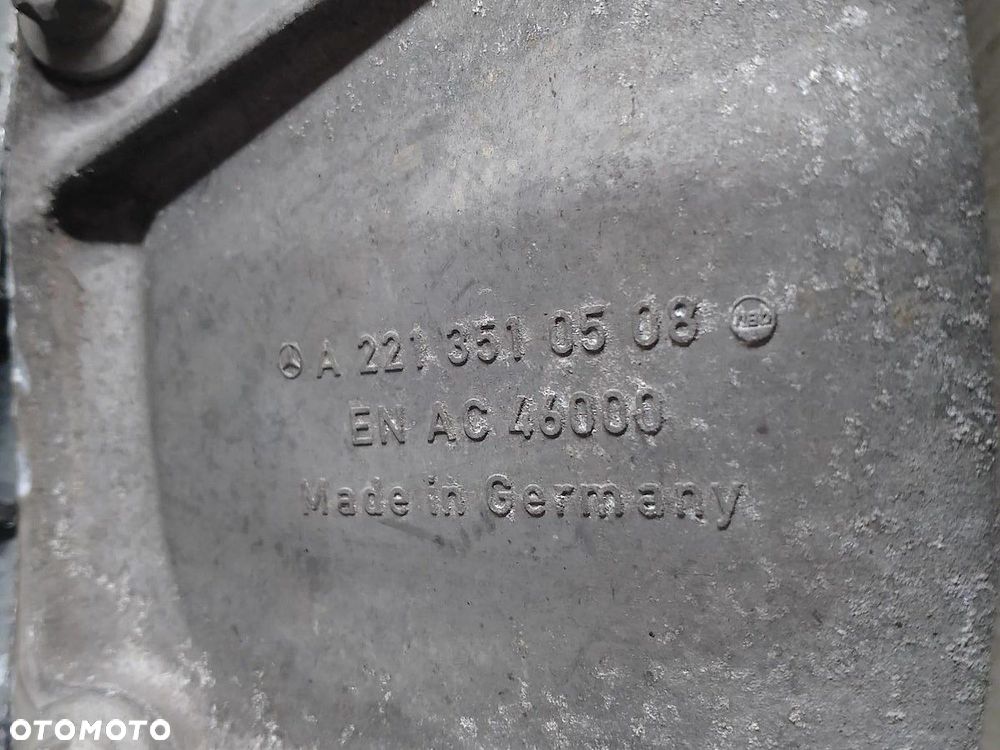 A 221 351 05 08
EN AC 46000
Made in Germany
OTOMOTO